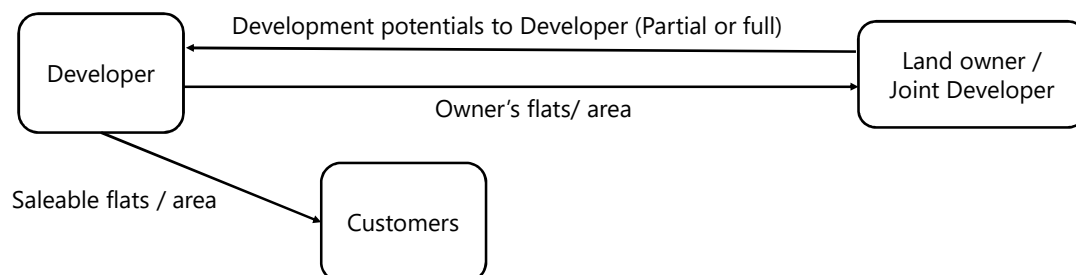 Development potentials to Developer (Partial or full)
Developer
Land owner /
Joint Developer
Owner’s flats/ area
Saleable flats / area
Customers